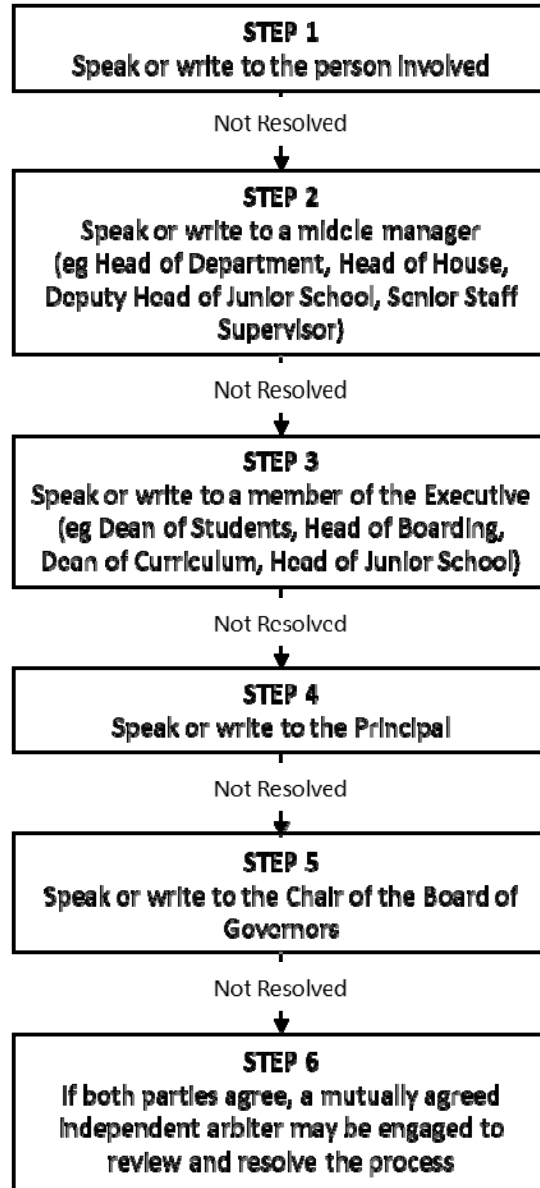 STEP 1
Speak or write to the person involved
Not Resolved
STEP 2
Speak or write to a middle manager
(eg Head of Department, Head of House,
Deputy Head of Junior School, Senior Staff
Supervisor)
Not Resolved
STEP 3
Speak or write to a member of the Executive
(eg Dean of Students, Head of Boarding,
Dean of Curriculum, Head of Junior School)
Not Resolved
STEP 4
Speak or write to the Principal
Not Resolved
STEP 5
Speak or write to the Chair of the Board of
Governors
Not Resolved
STEP 6
If both parties agree, a mutually agreed
independent arbiter may be engaged to
review and resolve the process